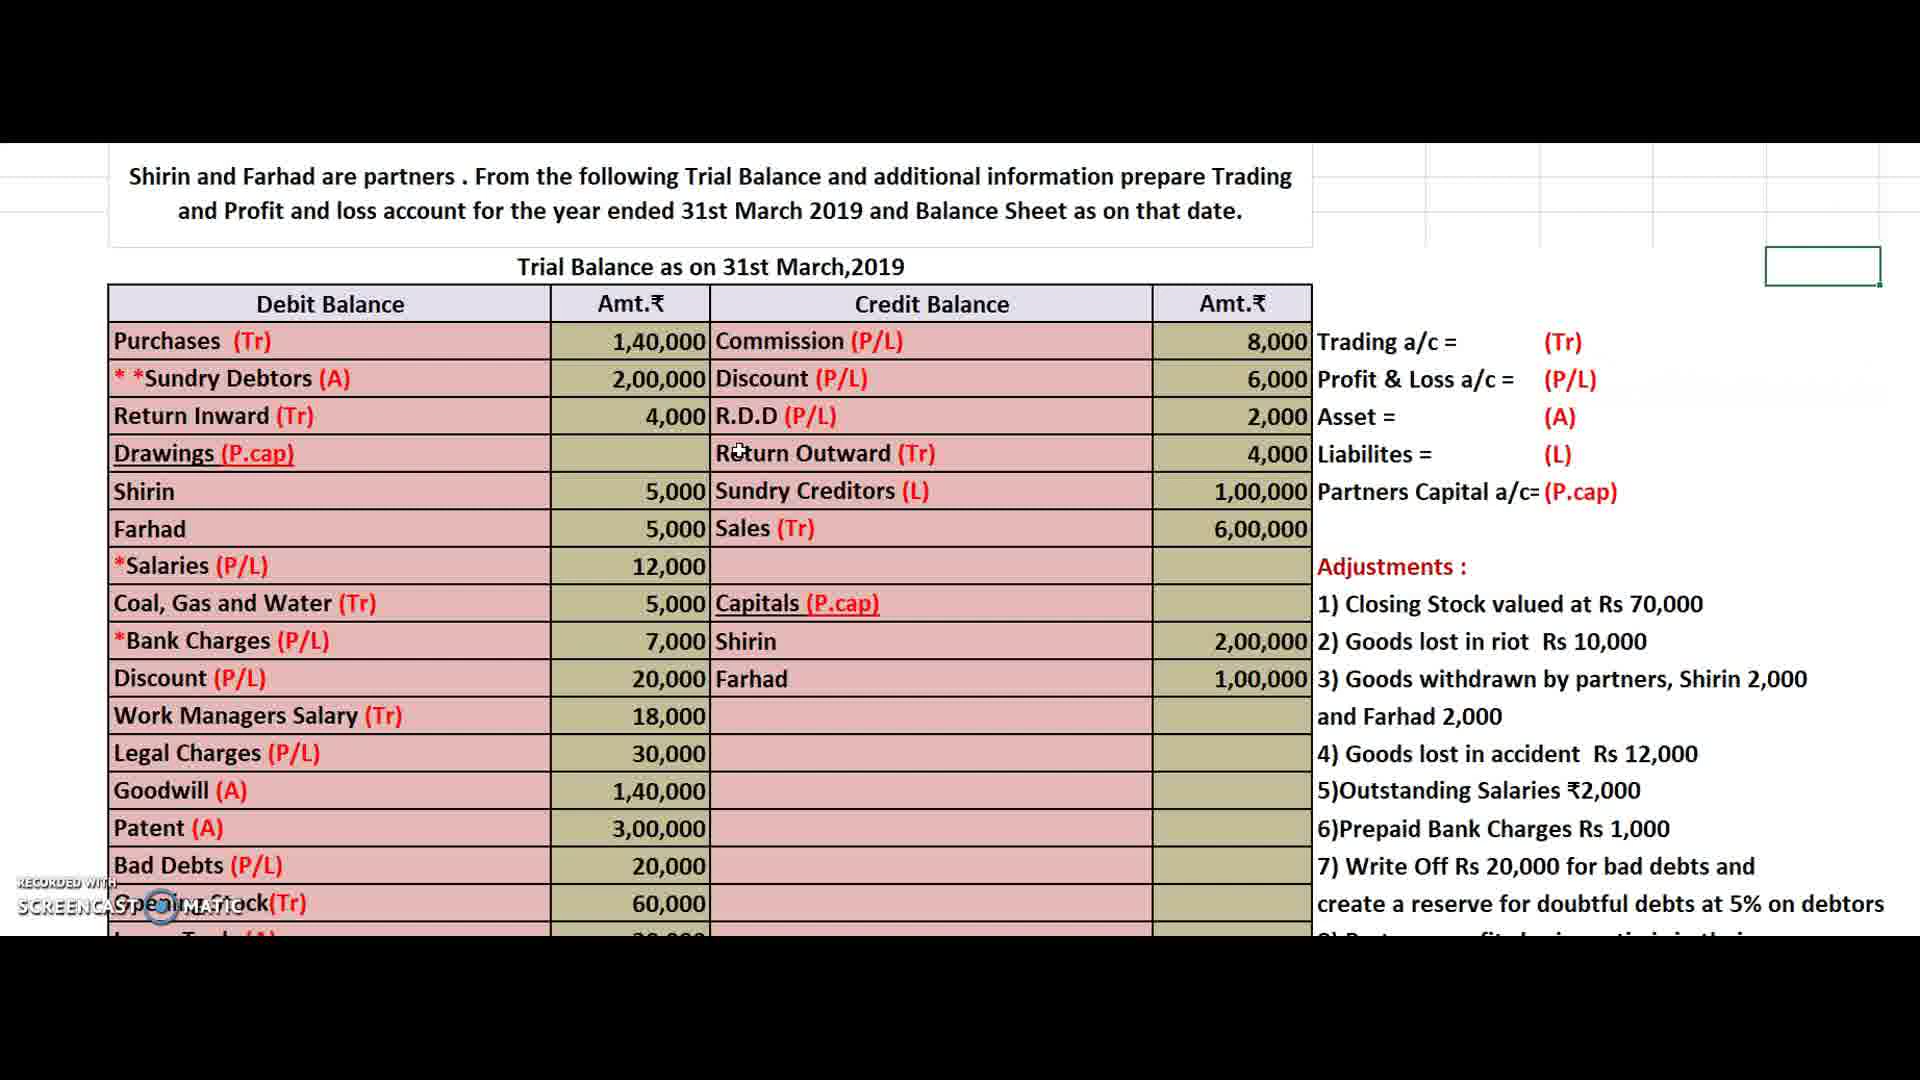 Shirin and Farhad are partners . From the following Trial Balance and additional information prepare Trading
and Profit and loss account for the year ended 31st March 2019 and Balance Sheet as on that date.
Trial Balance as on 31st March,2019
Debit Balance Amt.₹ Credit Balance Amt.₹
Purchases (Tr) 1,40,000 Commission (P/L) 8,000 Trading a/c = (Tr)
* *Sundry Debtors (A) 2,00,000 Discount (P/L) 6,000 Profit & Loss a/c = (P/L)
Return Inward (Tr) 4,000 R.D.D (P/L) 2,000 Asset = (A)
Drawings (P.cap) Return Outward (Tr) 4,000 Liabilites = (L)
Shirin 5,000 Sundry Creditors (L) 1,00,000 Partners Capital a/c= (P.cap)
Farhad 5,000 Sales (Tr) 6,00,000
*Salaries (P/L) 12,000 Adjustments :
Coal, Gas and Water (Tr) 5,000 Capitals (P.cap) 1) Closing Stock valued at Rs 70,000
*Bank Charges (P/L) 7,000 Shirin 2,00,000 2) Goods lost in riot Rs 10,000
Discount (P/L) 20,000 Farhad 1,00,000 3) Goods withdrawn by partners, Shirin 2,000
Work Managers Salary (Tr) 18,000 and Farhad 2,000
Legal Charges (P/L) 30,000 4) Goods lost in accident Rs 12,000
Goodwill (A) 1,40,000 5)Outstanding Salaries ₹2,000
Patent (A) 3,00,000 6)Prepaid Bank Charges Rs 1,000
Bad Debts (P/L) 20,000 7) Write Off Rs 20,000 for bad debts and
Opening Stock(Tr) 60,000 create a reserve for doubtful debts at 5% on debtors
RECORDED WITH
SCREENCAST MATIC